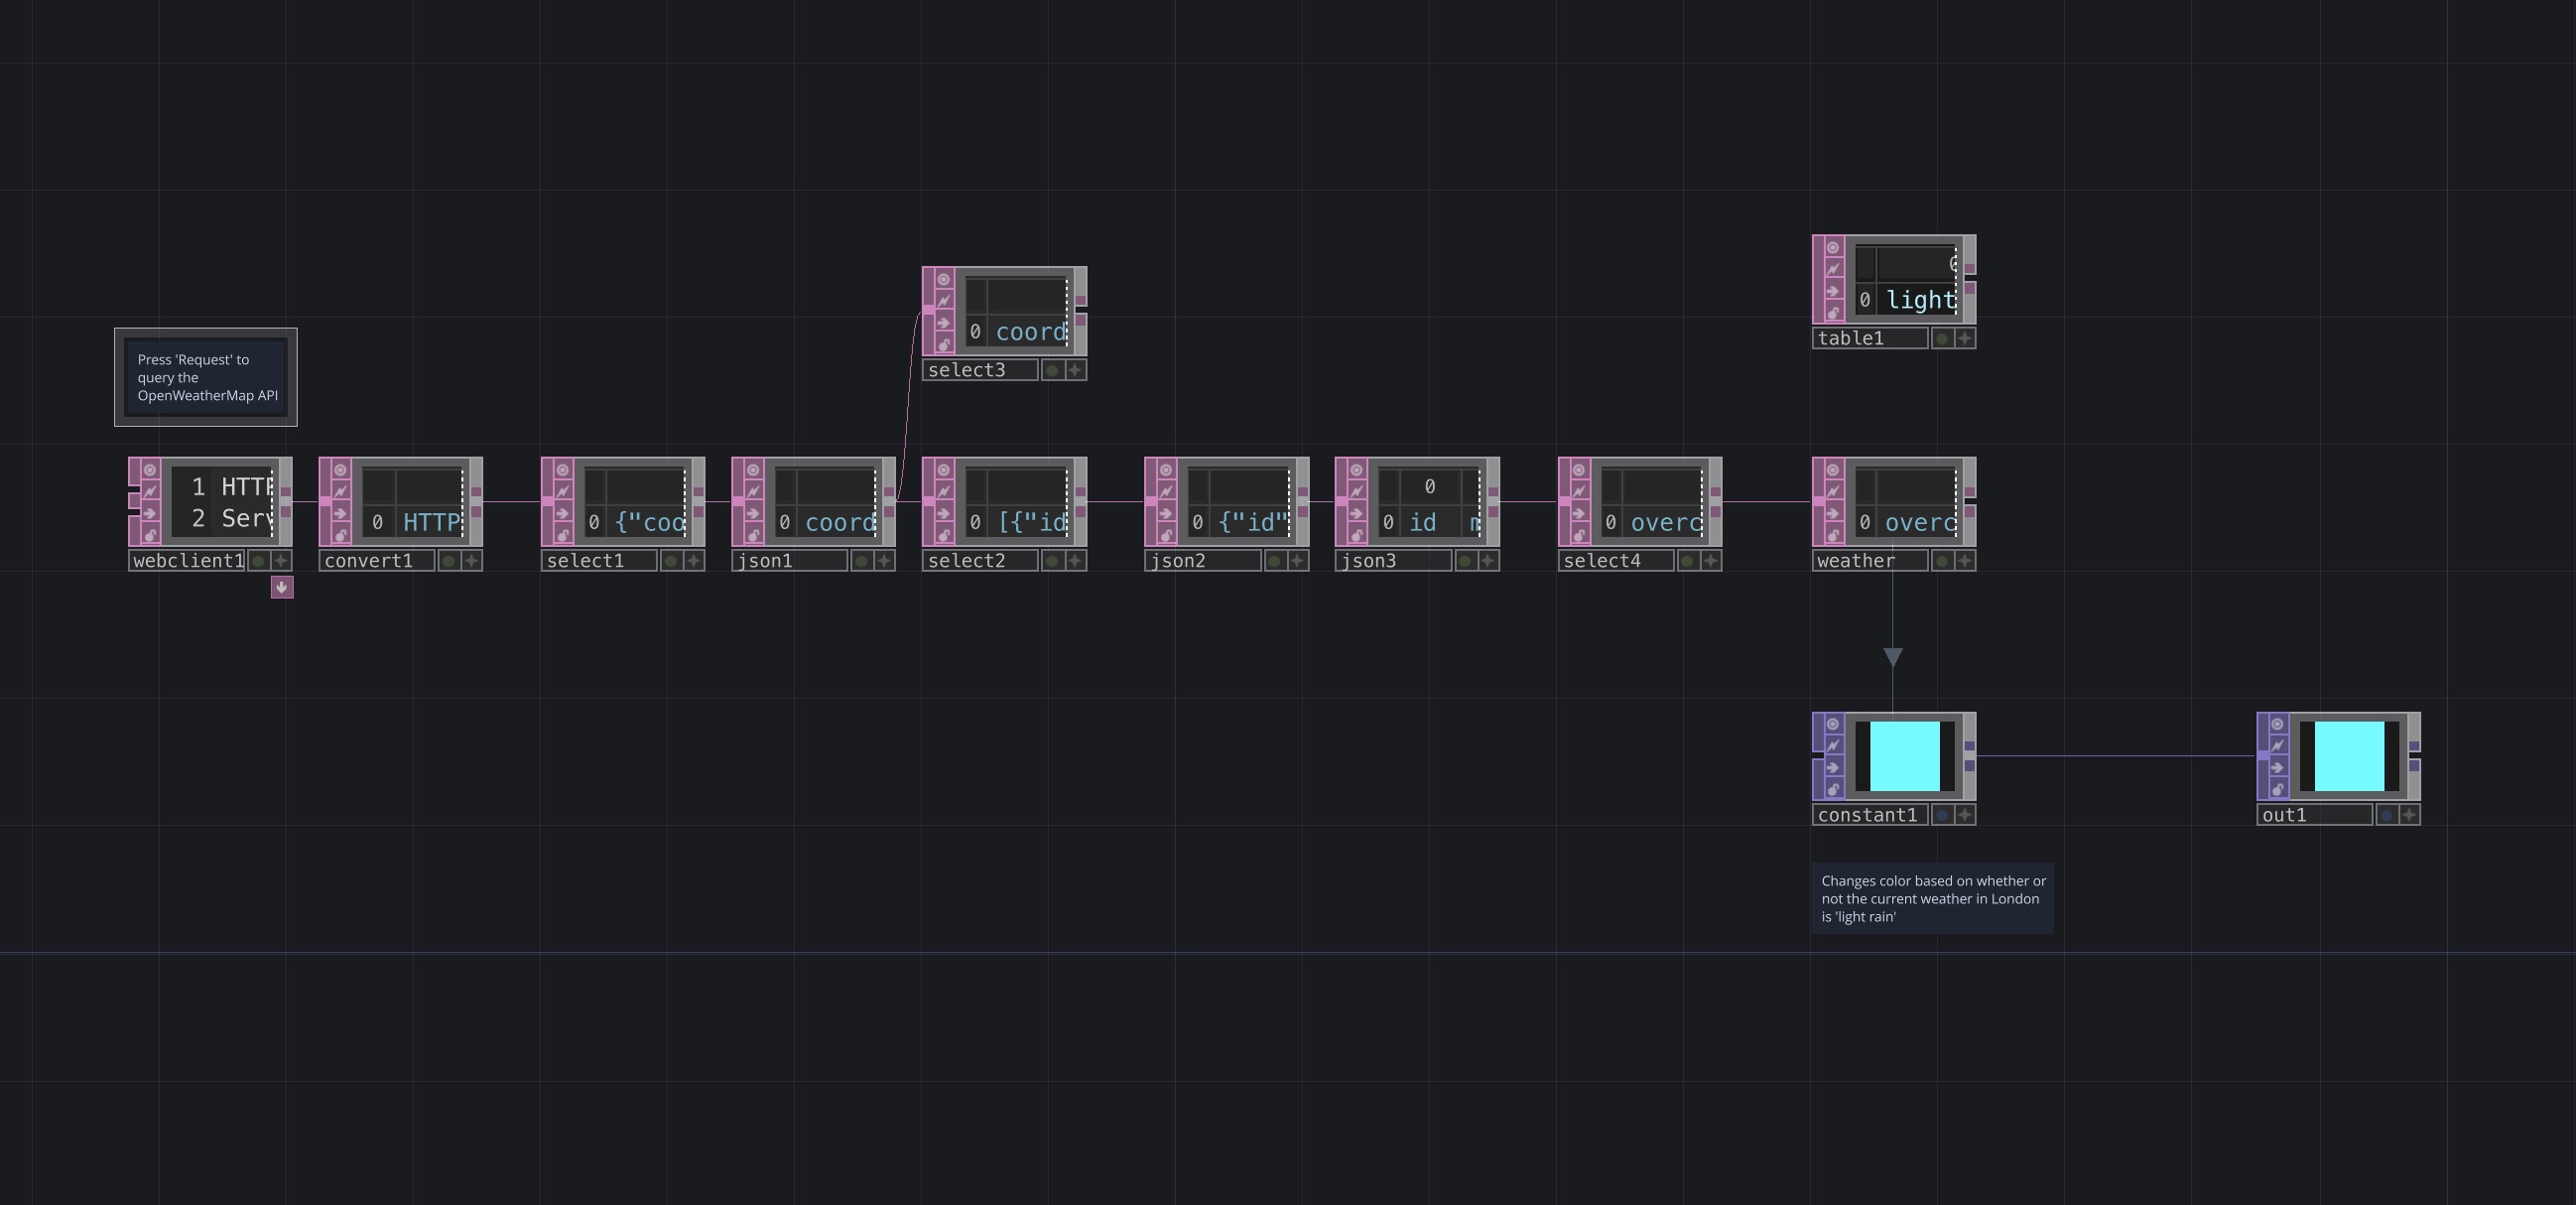 0
0 light
table1
0 coord
select3
Press 'Request' to
query the
OpenWeatherMap API
1 HTTP
2 Serv
0 HTTP
0 {"coo
0 coord
0 [{"id
0 {"id"
0
0 id
0 overc
0 overc
webclient1
convert1
select1
json1
select2
json2
json3
select4
weather
constant1
out1
Changes color based on whether or
not the current weather in London
is 'light rain'